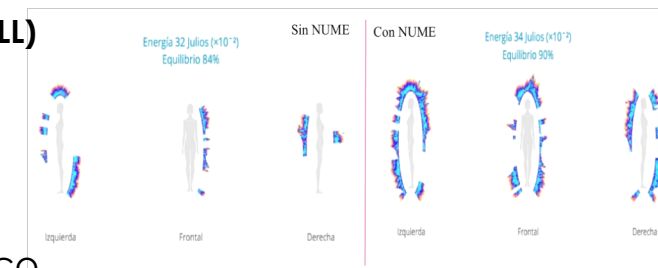 LL)
Sin NUME
Energía 32 Julios (×10⁻²)
Equilibrio 84%
Izquierda
Frontal
Derecha
Con NUME
Energía 34 Julios (×10⁻²)
Equilibrio 90%
Izquierda
Frontal
Derecha